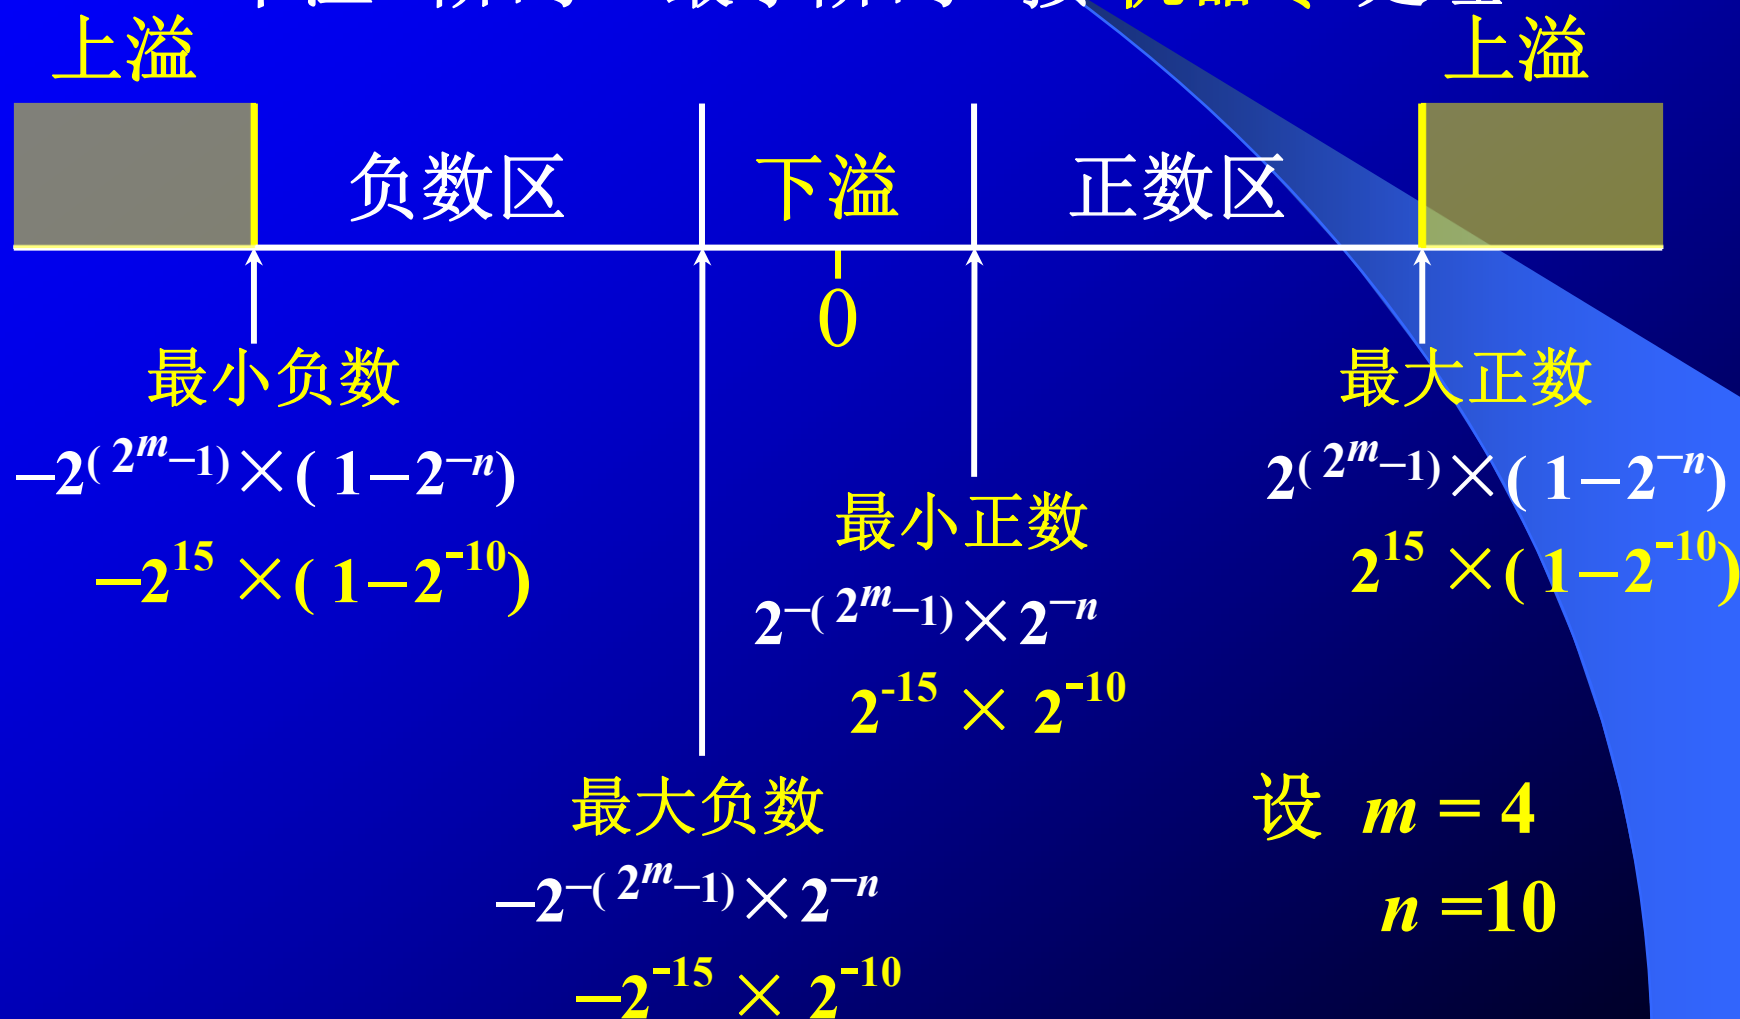 上溢 上溢
负数区 下溢 正数区
0
最小负数 最大正数
−2^(2^m−1)×(1−2^−n) 2^(2^m−1)×(1−2^−n)
−2^15 ×(1−2^-10) 2^15 ×(1−2^-10)
最小正数
2^−(2^m−1)×2^−n
2^-15 × 2^-10
最大负数
−2^−(2^m−1)×2^−n
−2^-15 × 2^-10
设 m = 4
n =10